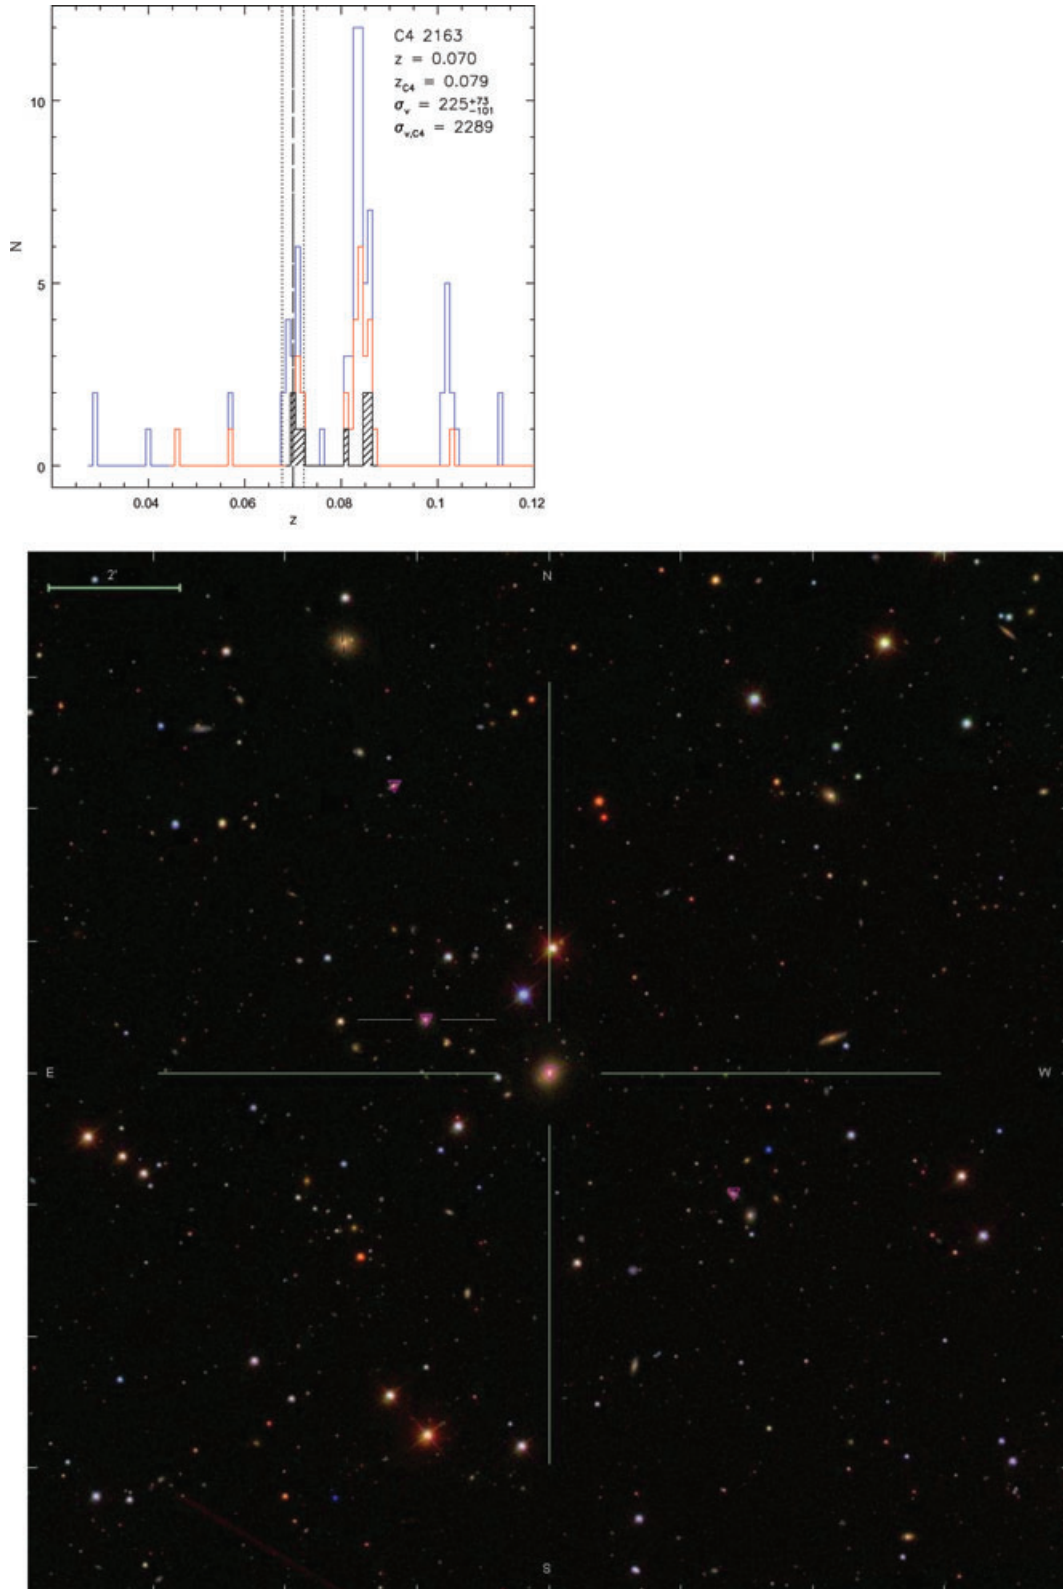 C4 2163
z = 0.070
z_C4 = 0.079
σ_v = 225 +73 -101
σ_v,C4 = 2289
10
5
0
N
0.04 0.06 0.08 0.1 0.12
z
2' N
E W
S